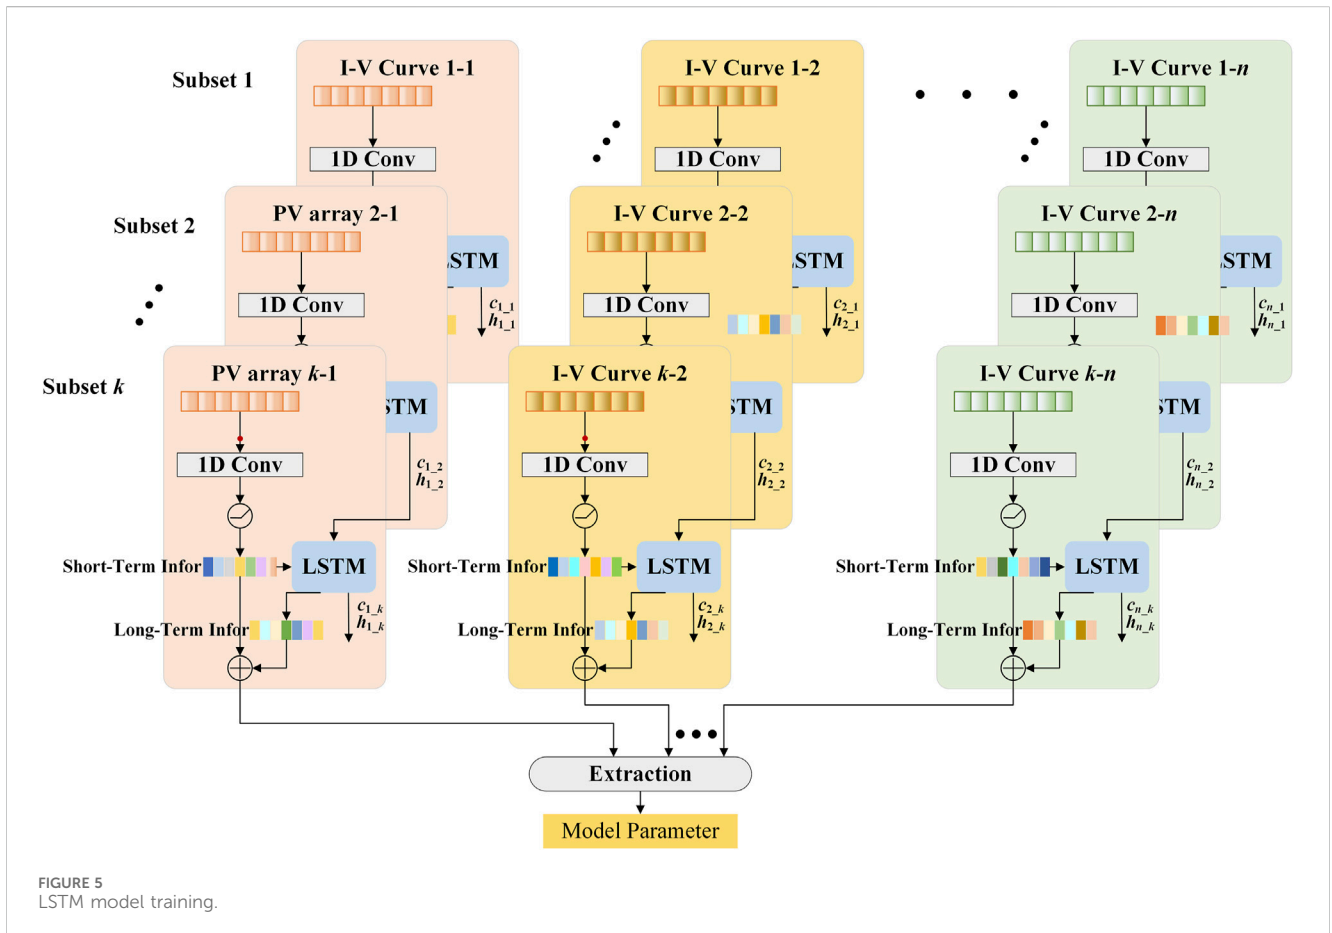 Subset 1
I-V Curve 1-1
I-V Curve 1-2
I-V Curve 1-n
1D Conv
1D Conv
1D Conv
Subset 2
PV array 2-1
I-V Curve 2-2
I-V Curve 2-n
LSTM
LSTM
LSTM
1D Conv
1D Conv
1D Conv
c1_1
h1_1
c2_1
h2_1
cn_1
hn_1
Subset k
PV array k-1
I-V Curve k-2
I-V Curve k-n
STM
STM
STM
1D Conv
1D Conv
1D Conv
c1_2
h1_2
c2_2
h2_2
cn_2
hn_2
Short-Term Infor
LSTM
Short-Term Infor
LSTM
Short-Term Infor
LSTM
c1_k
h1_k
c2_k
h2_k
cn_k
hn_k
Long-Term Infor
Long-Term Infor
Long-Term Infor
Extraction
Model Parameter
FIGURE 5
LSTM model training.